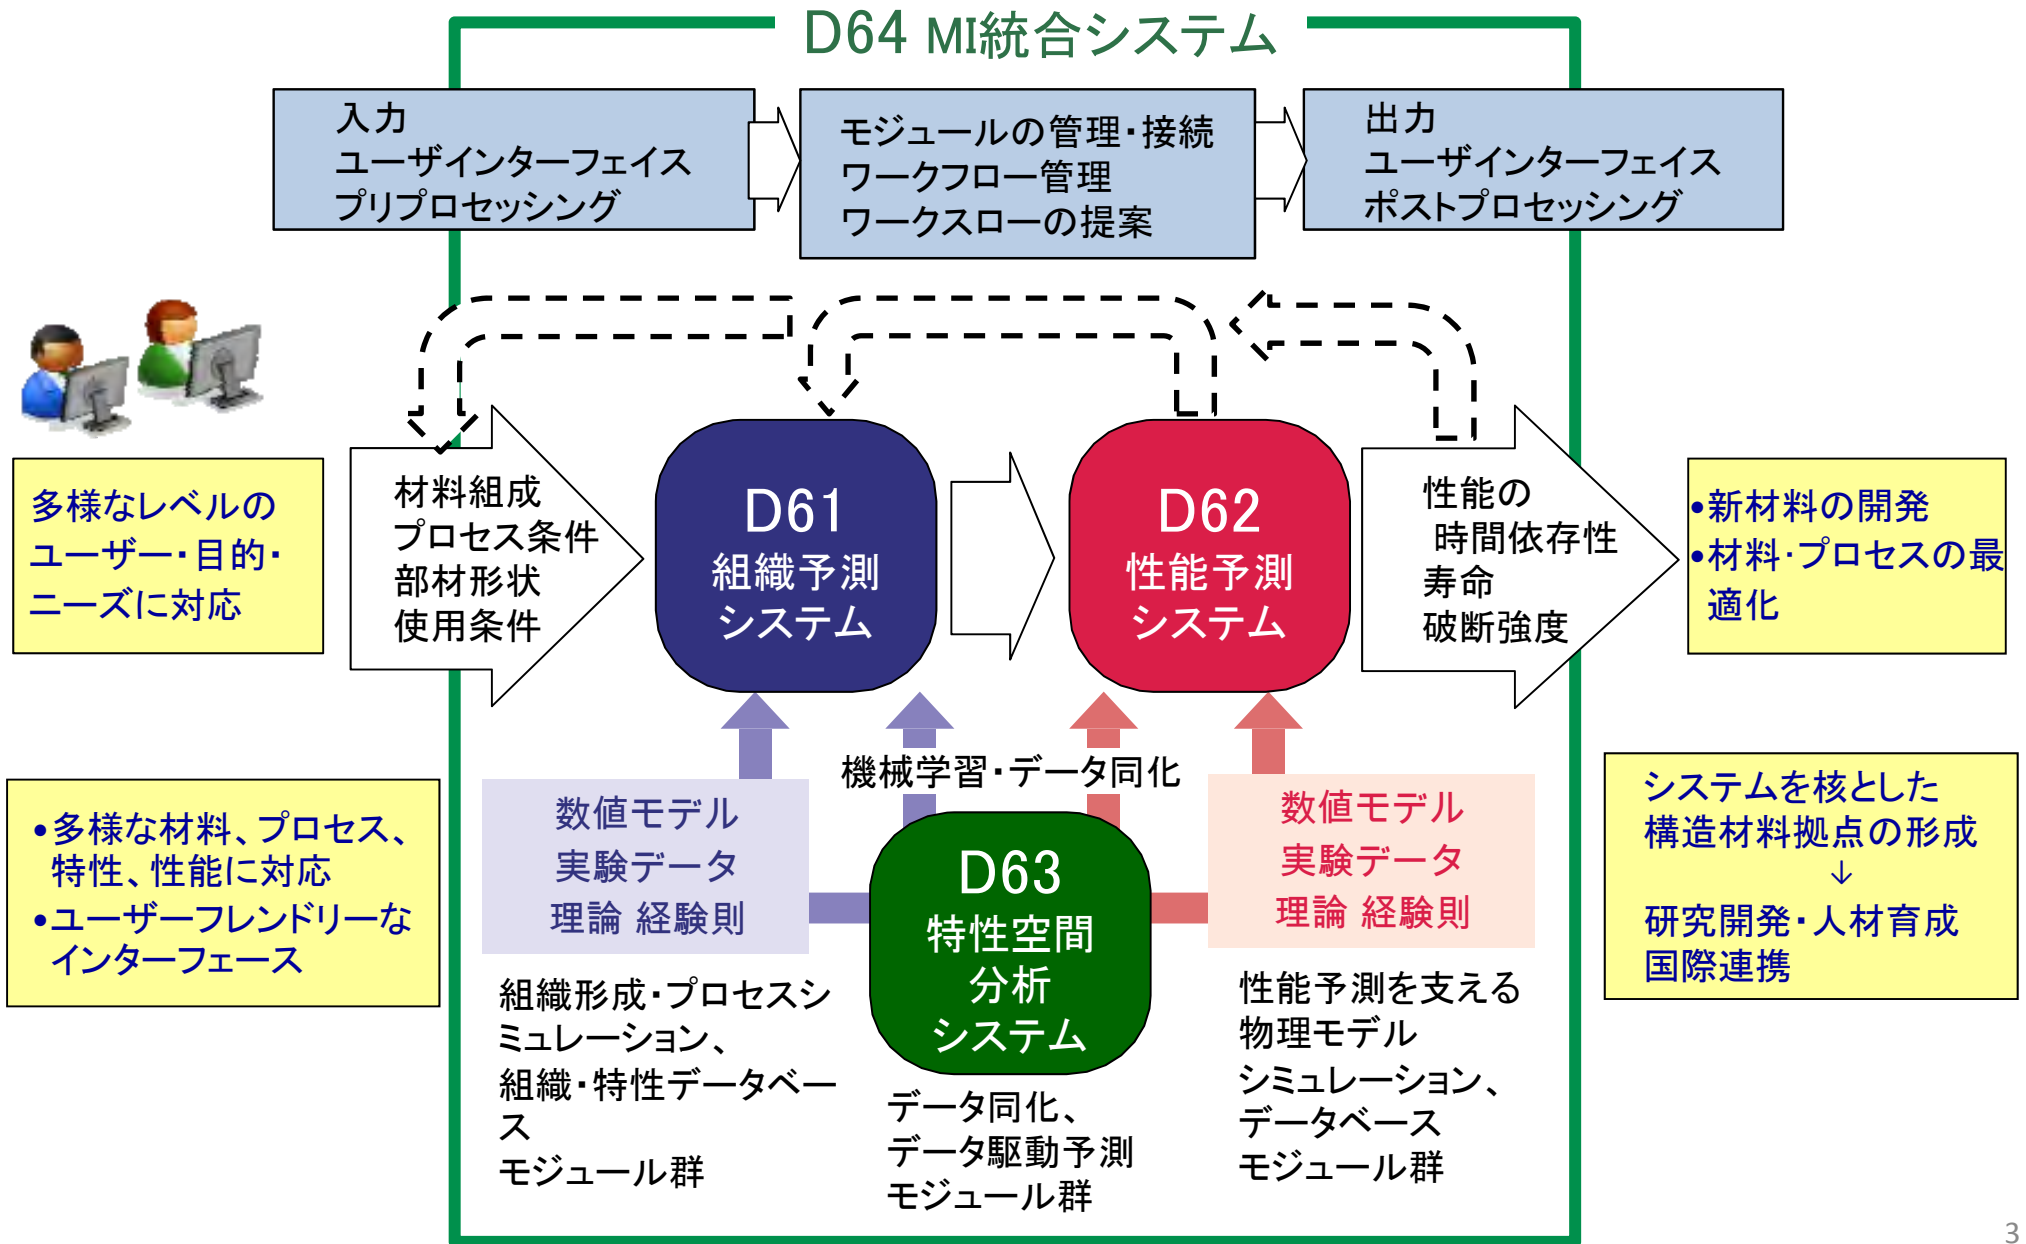 D64 MI統合システム
入力
ユーザインターフェイス
プリプロセッシング
モジュールの管理・接続
ワークフロー管理
ワークスローの提案
出力
ユーザインターフェイス
ポストプロセッシング
多様なレベルの
ユーザー・目的・
ニーズに対応
材料組成
プロセス条件
部材形状
使用条件
D61
組織予測
システム
D62
性能予測
システム
性能の
時間依存性
寿命
破断強度
•新材料の開発
•材料・プロセスの最
適化
•多様な材料、プロセス、
特性、性能に対応
•ユーザーフレンドリーな
インターフェース
機械学習・データ同化
数値モデル
実験データ
理論 経験則
D63
特性空間
分析
システム
数値モデル
実験データ
理論 経験則
システムを核とした
構造材料拠点の形成
↓
研究開発・人材育成
国際連携
組織形成・プロセスシ
ミュレーション、
組織・特性データベー
ス
モジュール群
データ同化、
データ駆動予測
モジュール群
性能予測を支える
物理モデル
シミュレーション、
データベース
モジュール群
3